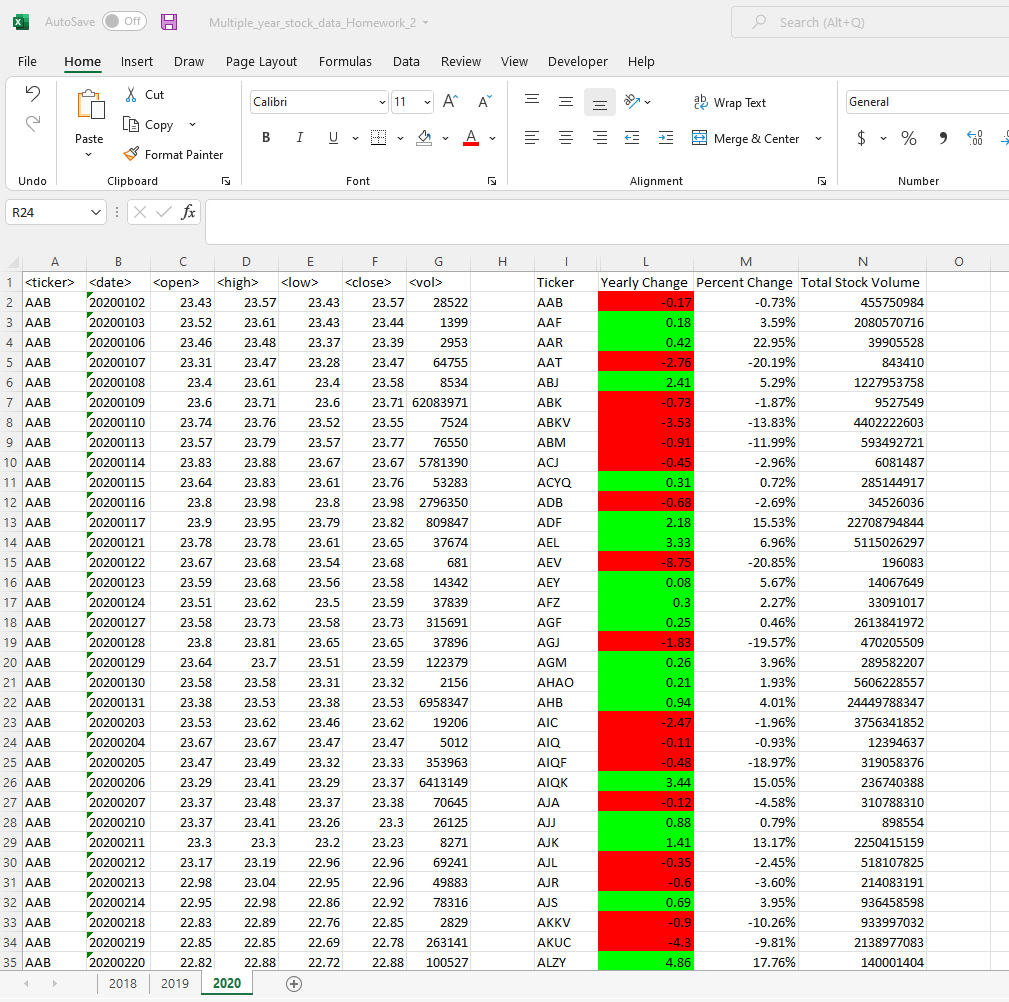 AutoSave Off Multiple_year_stock_data_Homework_2 Search (Alt+Q)
File Home Insert Draw Page Layout Formulas Data Review View Developer Help
Cut
Copy
Format Painter
Paste
Calibri 11 A A
B I U A
ab Wrap Text
Merge & Center
General
$ % , .00
Undo Clipboard Font Alignment Number
R24 fx
A B C D E F G H I L M N O
1 <ticker> <date> <open> <high> <low> <close> <vol> Ticker Yearly Change Percent Change Total Stock Volume
2 AAB 20200102 23.43 23.57 23.43 23.57 28522 AAB -0.17 -0.73% 455750984
3 AAB 20200103 23.52 23.61 23.43 23.44 1399 AAF 0.18 3.59% 2080570716
4 AAB 20200106 23.46 23.48 23.37 23.39 2953 AAR 0.42 22.95% 39905528
5 AAB 20200107 23.31 23.47 23.28 23.47 64755 AAT -2.76 -20.19% 843410
6 AAB 20200108 23.4 23.61 23.4 23.58 8534 ABJ 2.41 5.29% 1227953758
7 AAB 20200109 23.6 23.71 23.6 23.71 62083971 ABK -0.73 -1.87% 9527549
8 AAB 20200110 23.74 23.76 23.52 23.55 7524 ABKV -3.53 -13.83% 4402222603
9 AAB 20200113 23.57 23.79 23.57 23.77 76550 ABM -0.91 -11.99% 593492721
10 AAB 20200114 23.83 23.88 23.67 23.67 5781390 ACJ -0.45 -2.96% 6081487
11 AAB 20200115 23.64 23.83 23.61 23.76 53283 ACYQ 0.31 0.72% 285144917
12 AAB 20200116 23.8 23.98 23.8 23.98 2796350 ADB -0.68 -2.69% 34526036
13 AAB 20200117 23.9 23.95 23.79 23.82 809847 ADF 2.18 15.53% 22708794844
14 AAB 20200121 23.78 23.78 23.61 23.65 37674 AEL 3.33 6.96% 5115026297
15 AAB 20200122 23.67 23.68 23.54 23.68 681 AEV -8.75 -20.85% 196083
16 AAB 20200123 23.59 23.68 23.56 23.58 14342 AEY 0.08 5.67% 14067649
17 AAB 20200124 23.51 23.62 23.5 23.59 37839 AFZ 0.3 2.27% 33091017
18 AAB 20200127 23.58 23.73 23.58 23.73 315691 AGF 0.25 0.46% 2613841972
19 AAB 20200128 23.8 23.81 23.65 23.65 37896 AGJ -1.83 -19.57% 470205509
20 AAB 20200129 23.64 23.7 23.51 23.59 122379 AGM 0.26 3.96% 289582207
21 AAB 20200130 23.58 23.58 23.31 23.32 2156 AHAO 0.21 1.93% 5606228557
22 AAB 20200131 23.38 23.53 23.38 23.53 6958347 AHB 0.94 4.01% 24449788347
23 AAB 20200203 23.53 23.62 23.46 23.62 19206 AIC -2.47 -1.96% 3756341852
24 AAB 20200204 23.67 23.67 23.47 23.47 5012 AIQ -0.11 -0.93% 12394637
25 AAB 20200205 23.47 23.49 23.32 23.33 353963 AIQF -0.48 -18.97% 319058376
26 AAB 20200206 23.29 23.41 23.29 23.37 6413149 AIQK 3.44 15.05% 236740388
27 AAB 20200207 23.37 23.48 23.37 23.38 70645 AJA -0.12 -4.58% 310788310
28 AAB 20200210 23.37 23.41 23.26 23.3 26125 AJJ 0.88 0.79% 898554
29 AAB 20200211 23.3 23.3 23.2 23.23 8271 AJK 1.41 13.17% 2250415159
30 AAB 20200212 23.17 23.19 22.96 22.96 69241 AJL -0.35 -2.45% 518107825
31 AAB 20200213 22.98 23.04 22.95 22.96 49883 AJR -0.6 -3.60% 214083191
32 AAB 20200214 22.95 22.98 22.86 22.92 78316 AJS 0.69 3.95% 936458598
33 AAB 20200218 22.83 22.89 22.76 22.85 2829 AKKV -0.9 -10.26% 933997032
34 AAB 20200219 22.85 22.85 22.69 22.78 263141 AKUC -4.3 -9.81% 2138977083
35 AAB 20200220 22.82 22.88 22.72 22.88 100527 ALZY 4.86 17.76% 140001404
2018 2019 2020